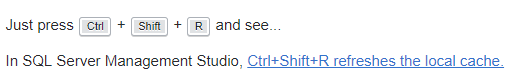 Just press Ctrl + Shift + R and see...
In SQL Server Management Studio, Ctrl+Shift+R refreshes the local cache.